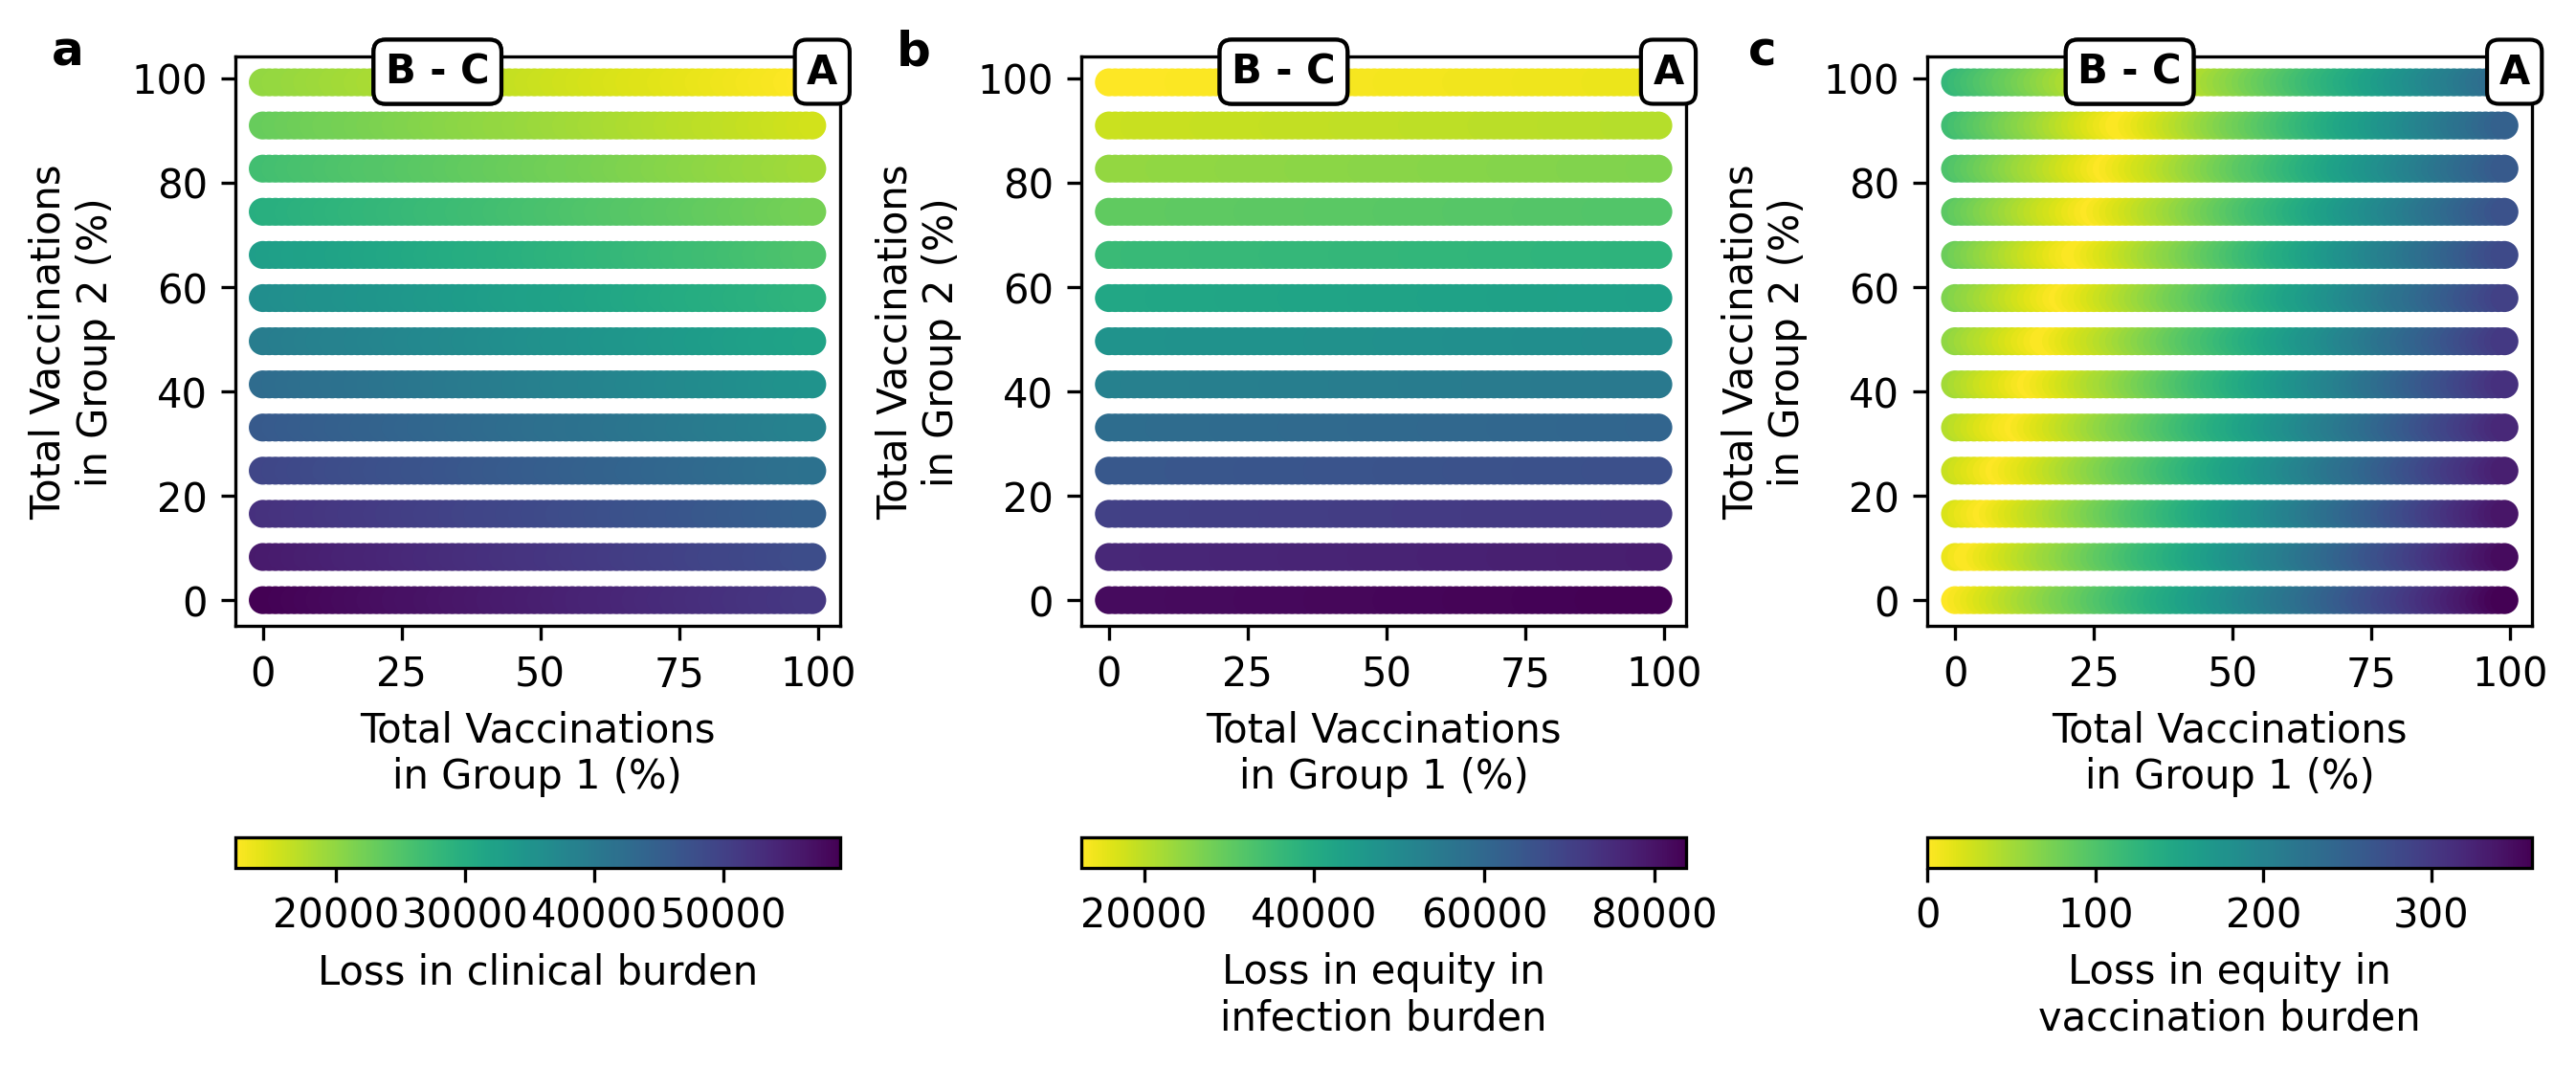 a
B - C
A
100
80
60
40
20
0
Total Vaccinations
in Group 2 (%)
0 25 50 75 100
Total Vaccinations
in Group 1 (%)
20000 30000 40000 50000
Loss in clinical burden
b
B - C
A
100
80
60
40
20
0
Total Vaccinations
in Group 2 (%)
0 25 50 75 100
Total Vaccinations
in Group 1 (%)
20000 40000 60000 80000
Loss in equity in
infection burden
c
B - C
A
100
80
60
40
20
0
Total Vaccinations
in Group 2 (%)
0 25 50 75 100
Total Vaccinations
in Group 1 (%)
0 100 200 300
Loss in equity in
vaccination burden